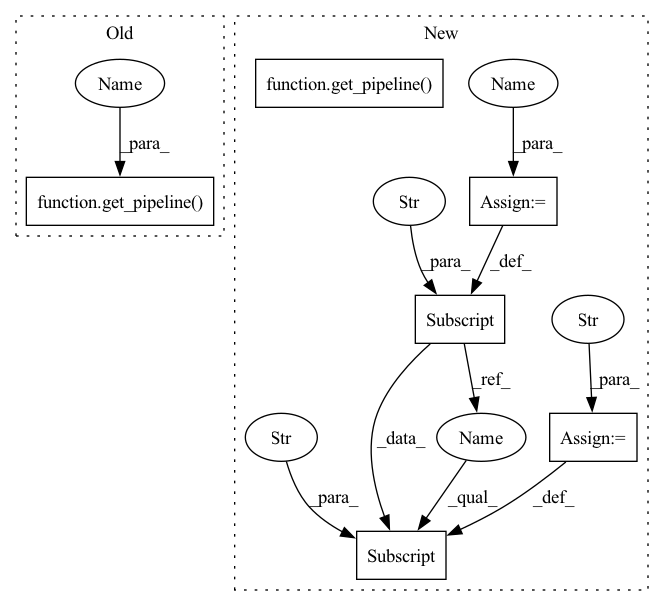 Old
New
Name
function.get_pipeline()
Name
_para_
_para_
function.get_pipeline()
Str
Assign:=
_para_
_def_
Subscript
Str
_ref_
_para_
Str
_data_
Name
Assign:=
_para_
_qual_
_def_
Subscript